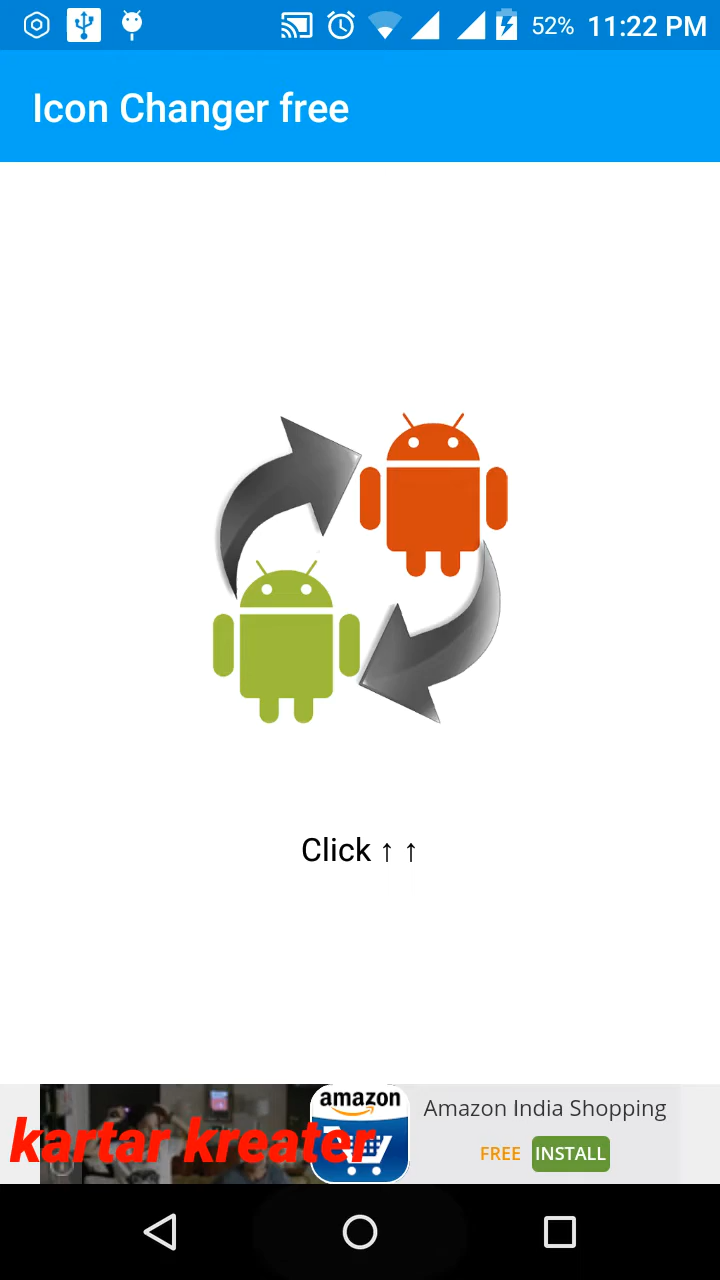 52% 11:22 PM
Icon Changer free
Click ↑ ↑
amazon
Amazon India Shopping
FREE INSTALL
kartar kreater